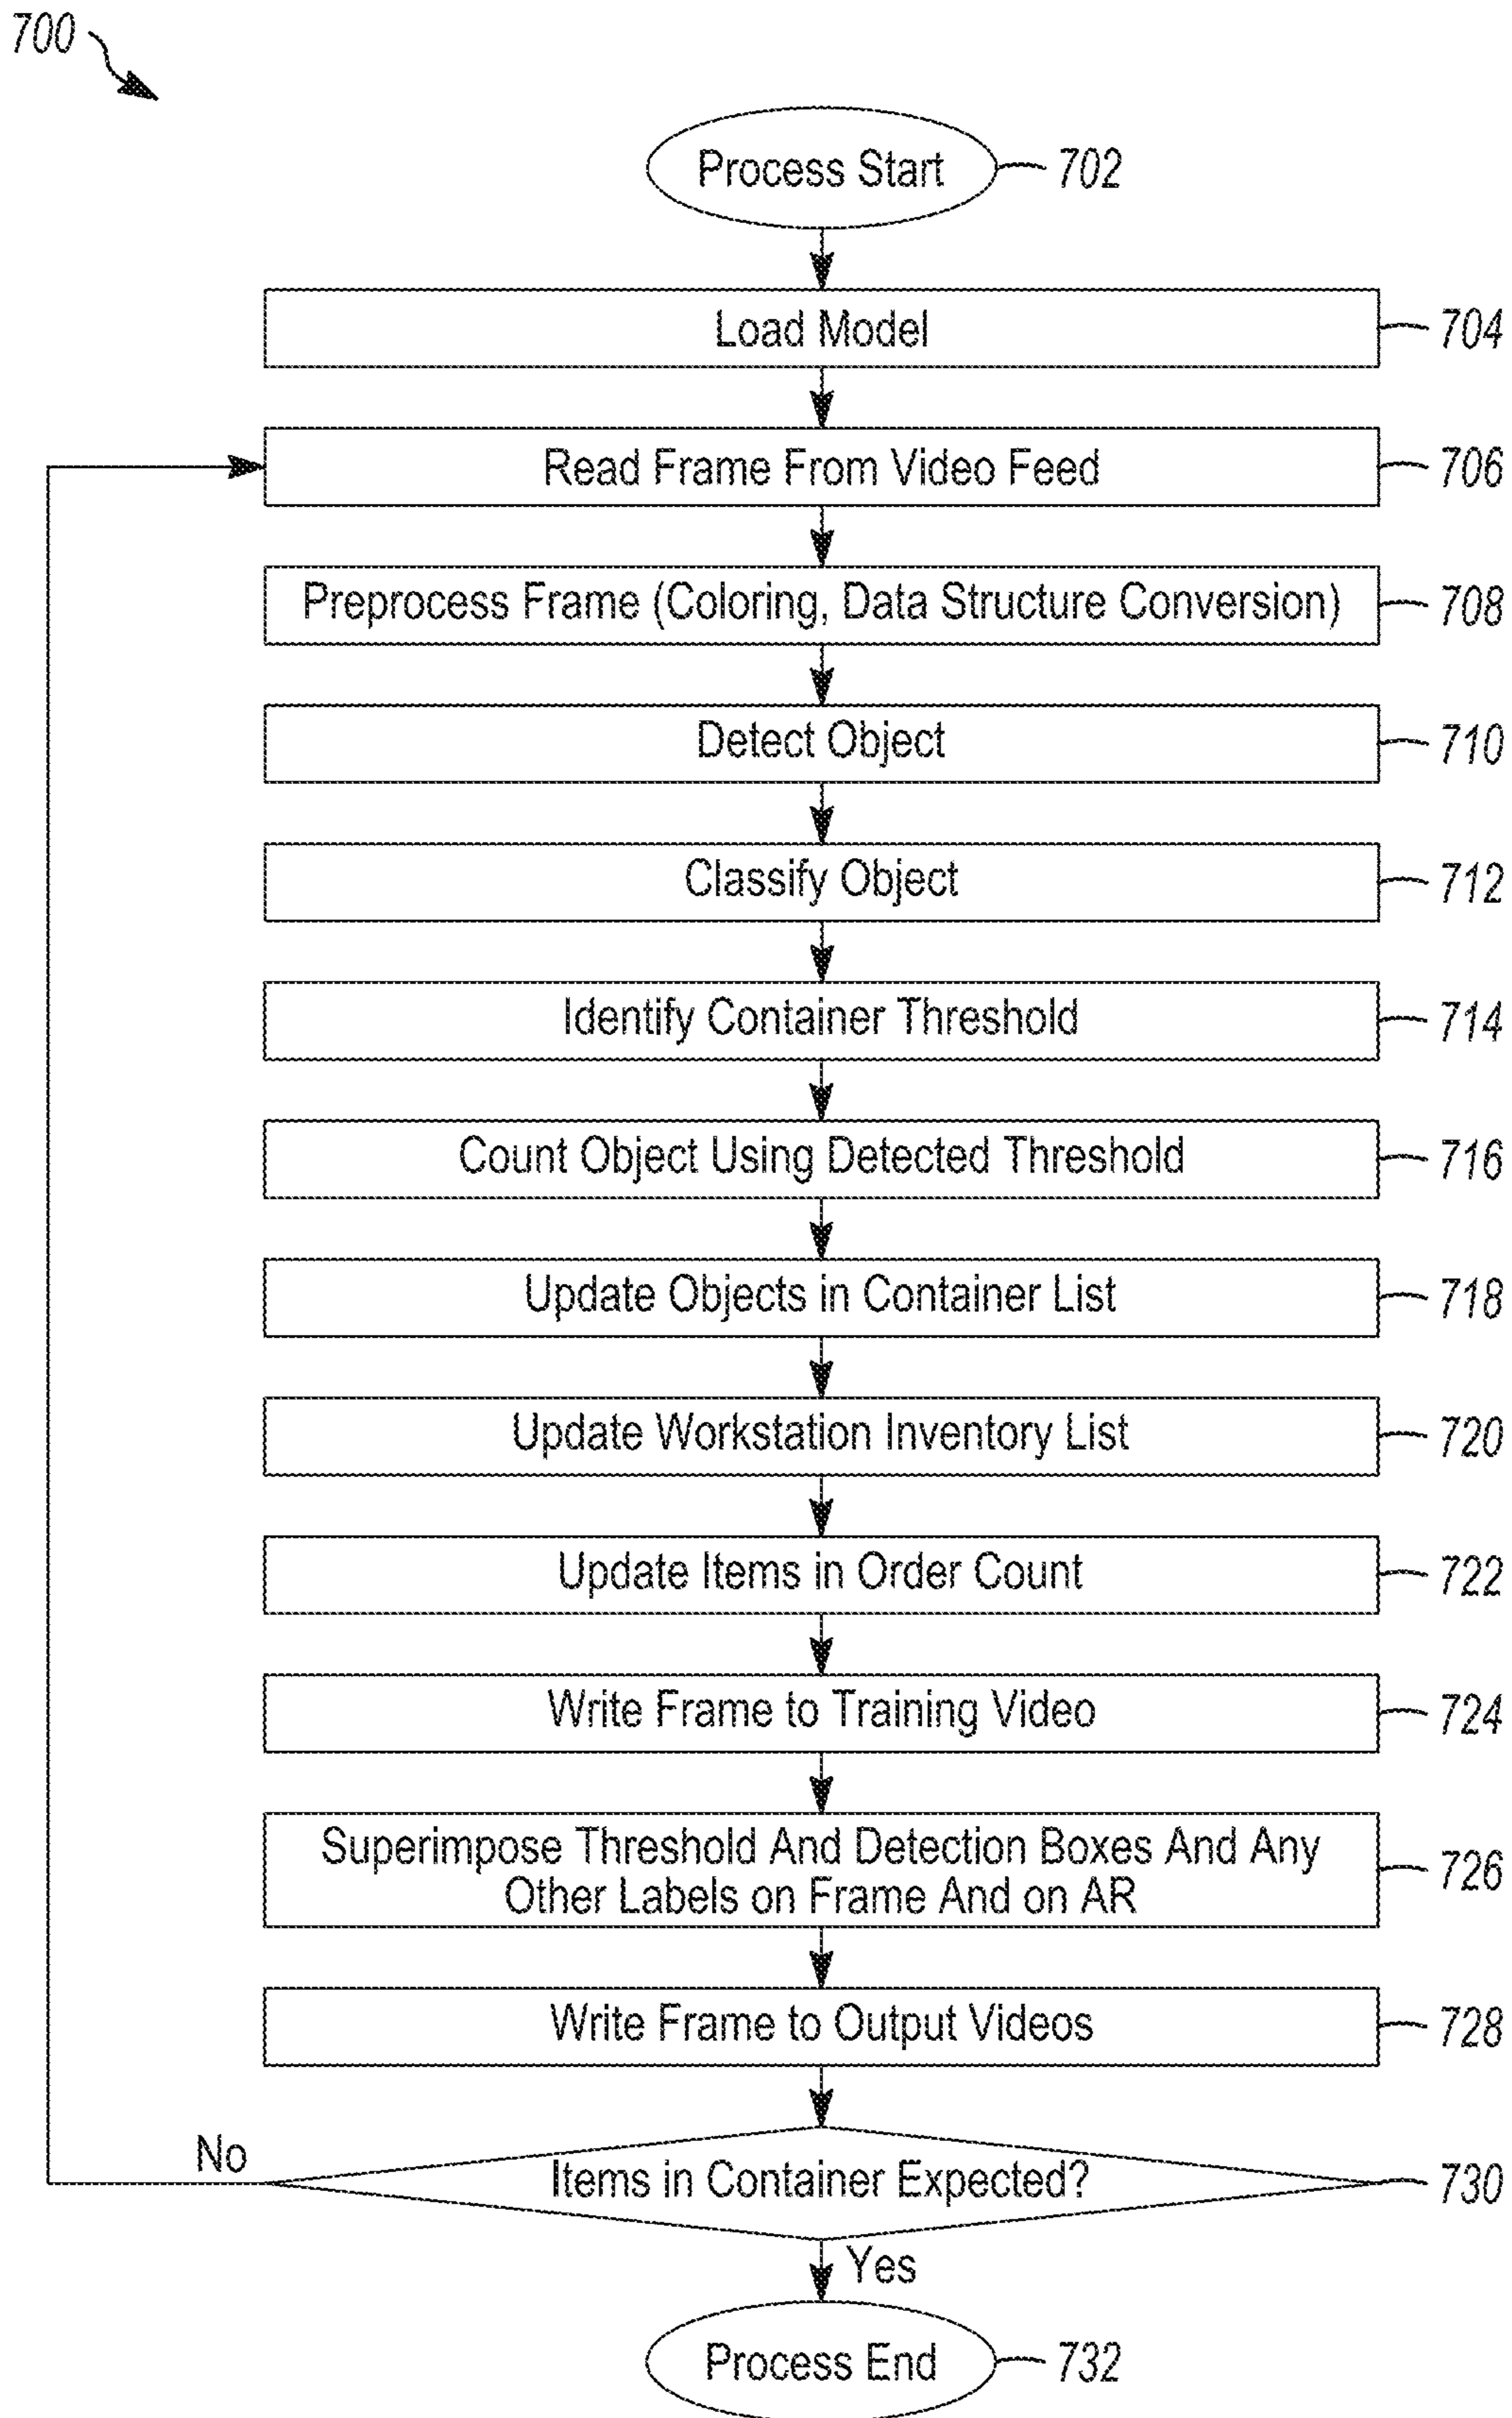 700
Process Start 702
Load Model 704
Read Frame From Video Feed 706
Preprocess Frame (Coloring, Data Structure Conversion) 708
Detect Object 710
Classify Object 712
Identify Container Threshold 714
Count Object Using Detected Threshold 716
Update Objects in Container List 718
Update Workstation Inventory List 720
Update Items in Order Count 722
Write Frame to Training Video 724
Superimpose Threshold And Detection Boxes And Any
Other Labels on Frame And on AR 726
Write Frame to Output Videos 728
No
Items in Container Expected? 730
Yes
Process End 732